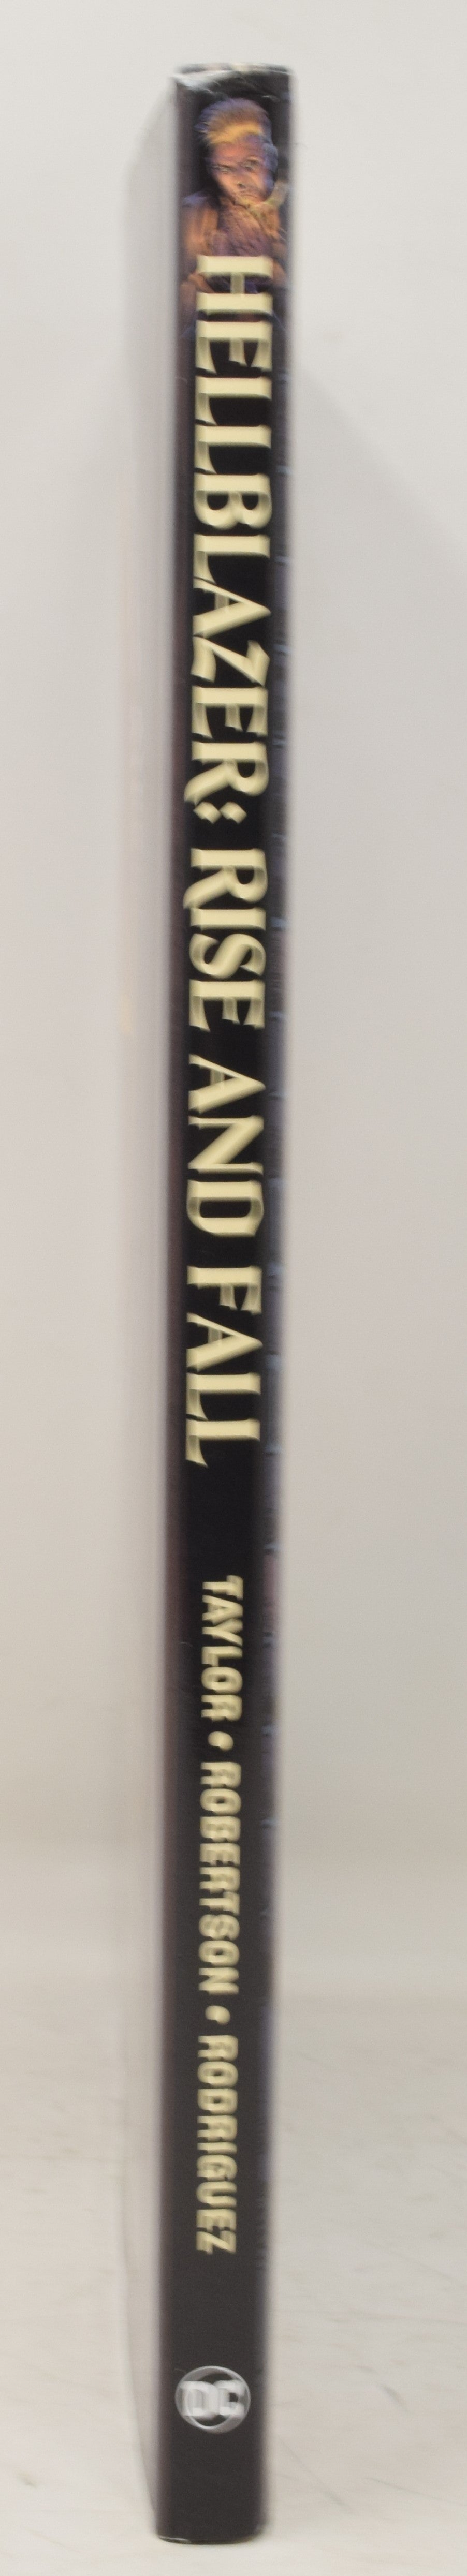 HELLBLAZER: RISE AND FALL
TAYLOR • ROBERTSON • RODRIGUEZ
DC